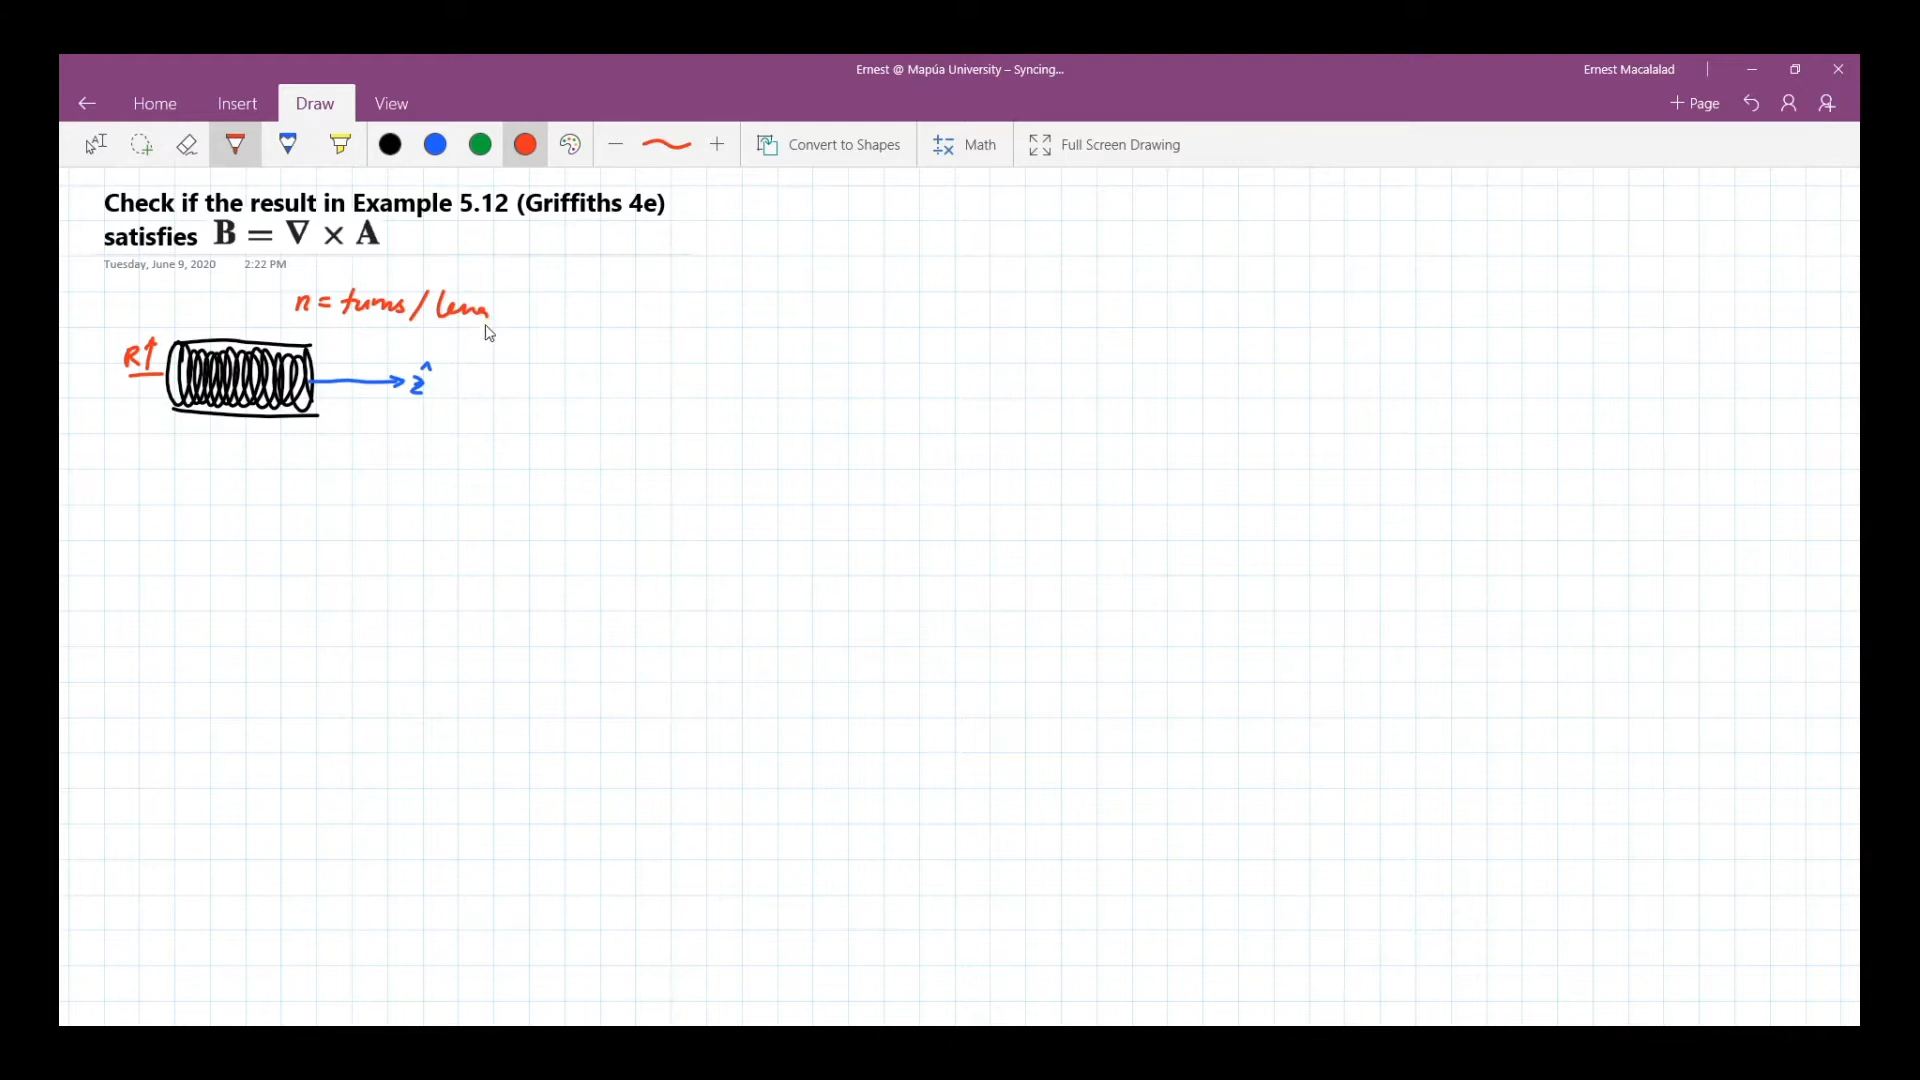 Ernest @ Mapúa University – Syncing...
Ernest Macalalad
Home Insert Draw View
Page
Convert to Shapes
Math
Full Screen Drawing
Check if the result in Example 5.12 (Griffiths 4e)
satisfies B = ∇ × A
Tuesday, June 9, 2020 2:22 PM
n = turns / leng
R↑
ẑ